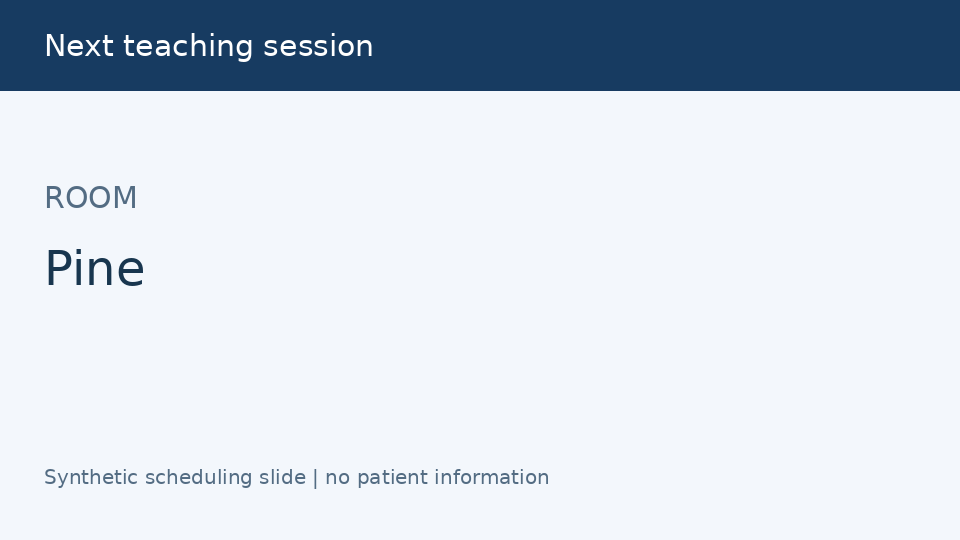 Next teaching session
ROOM
Pine
Synthetic scheduling slide | no patient information